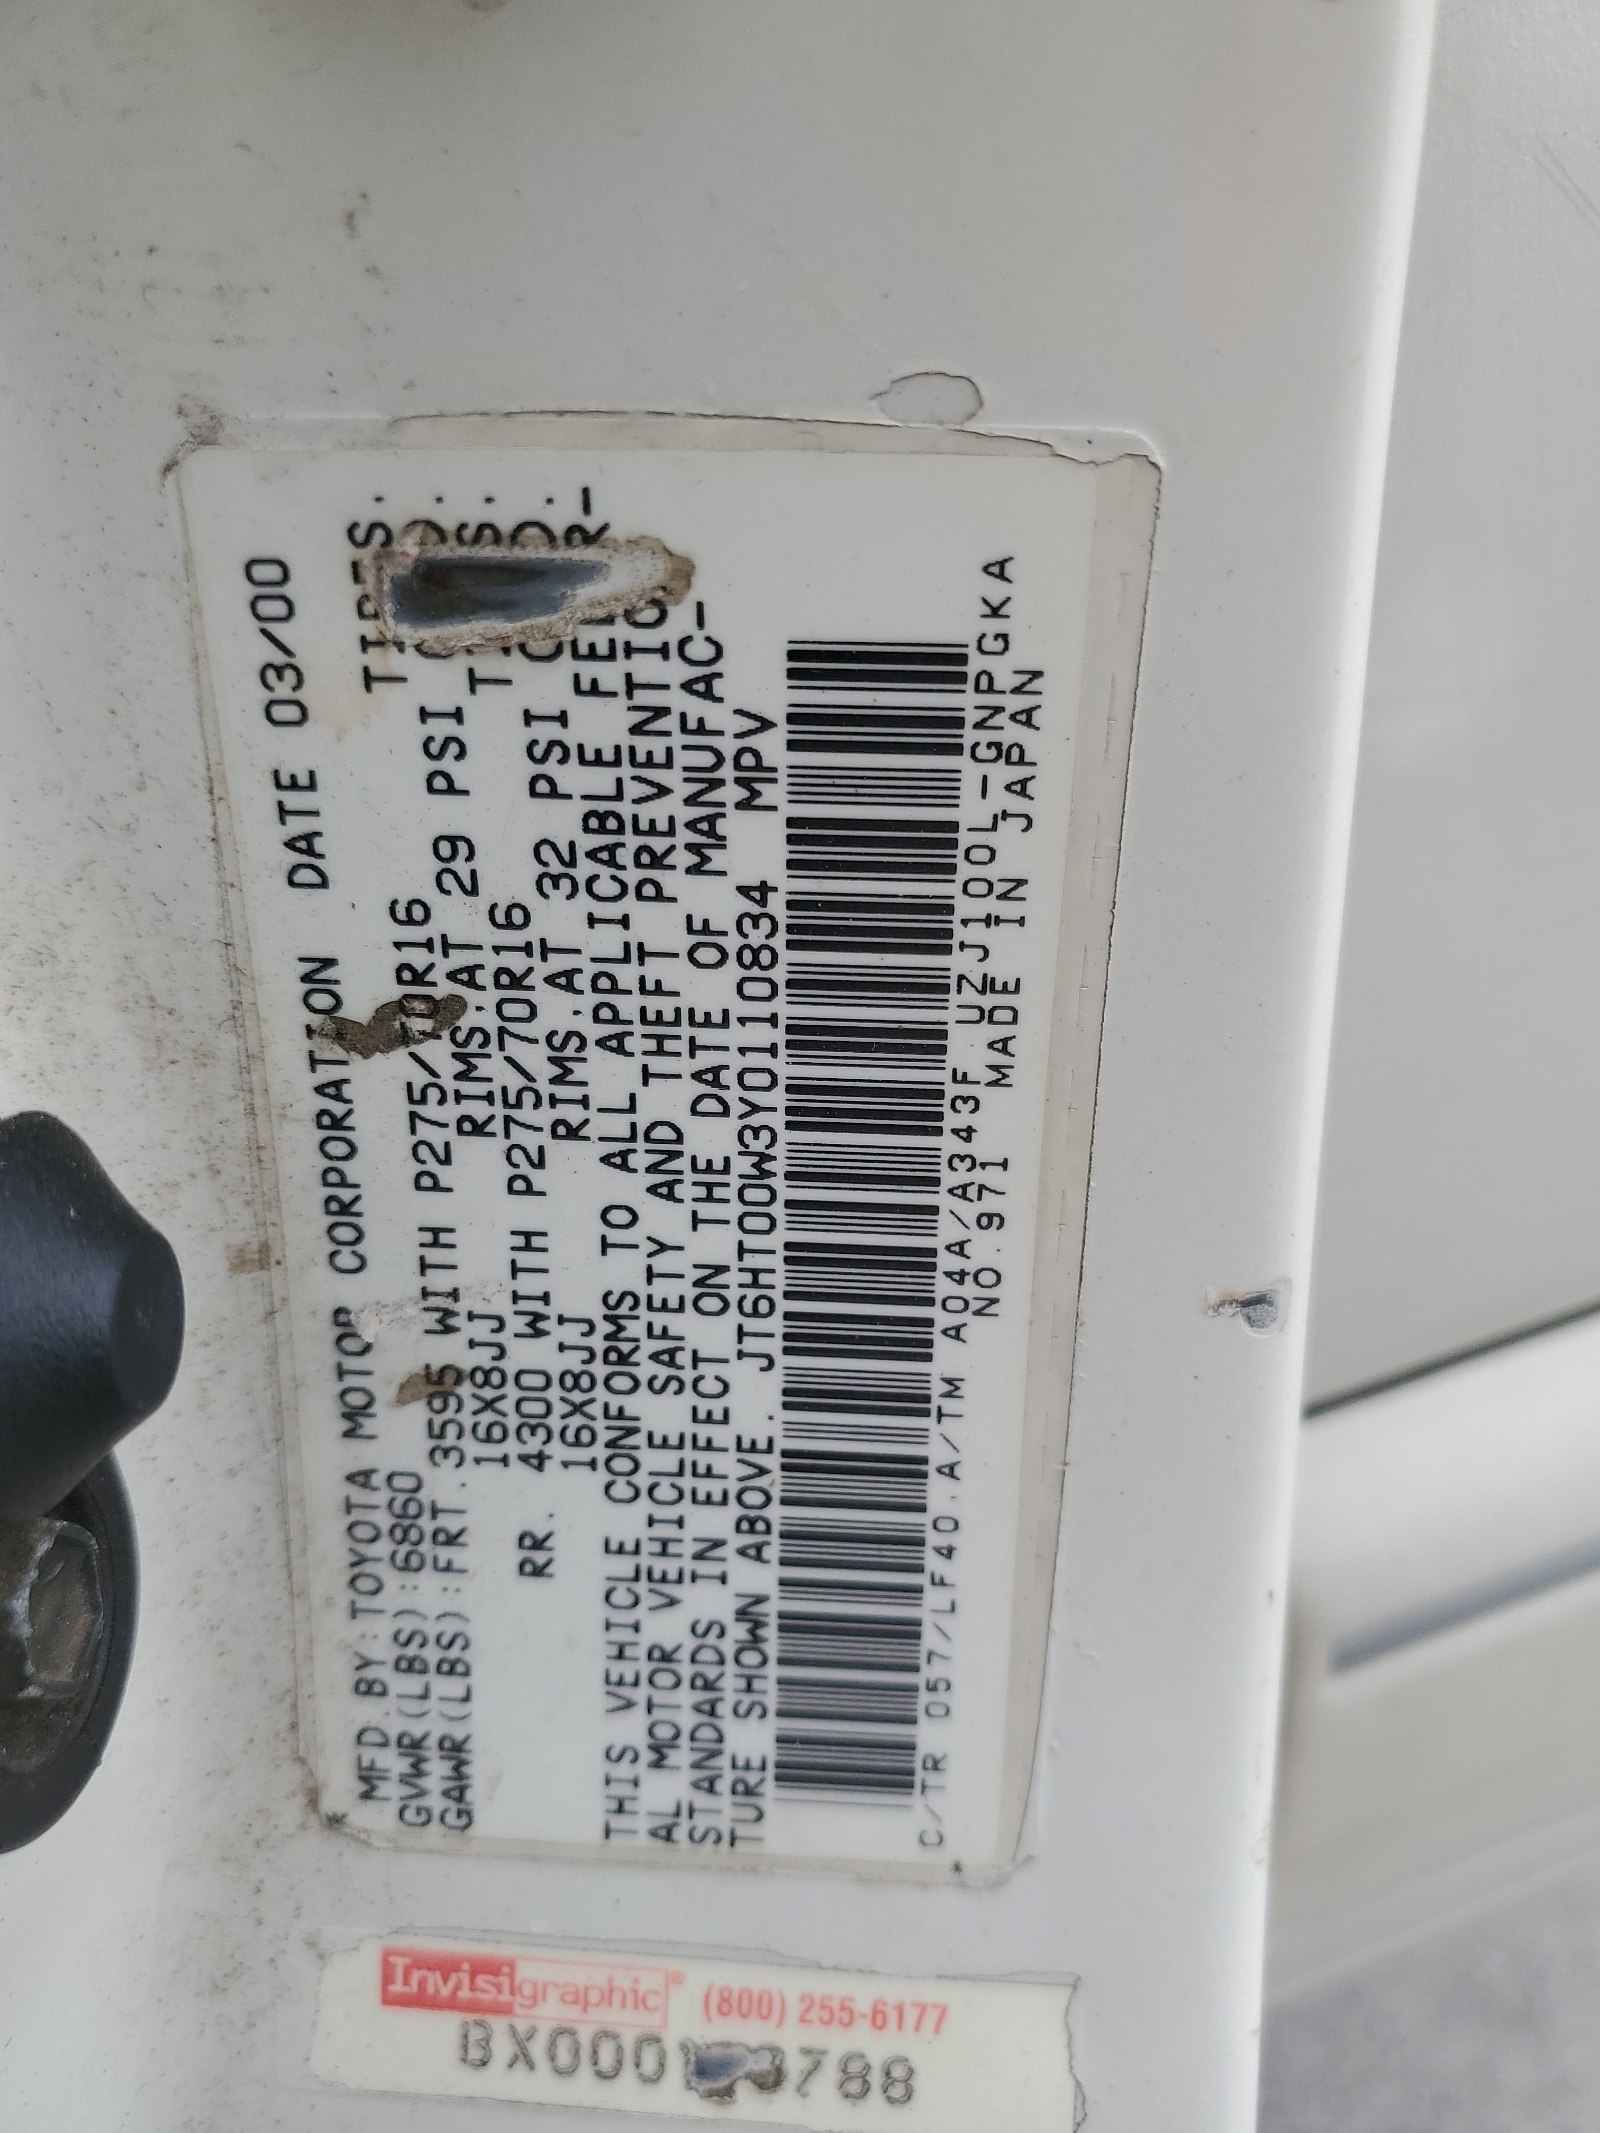 MFD.BY:TOYOTA MOTOR CORPORATION DATE 03/00
GVWR(LBS):6860 TIRES.
GAWR(LBS):FRT.3595 WITH P275/70R16
16X8JJ RIMS.AT 29 PSI
RR. 4300 WITH P275/70R16
16X8JJ RIMS.AT 32 PSI
THIS VEHICLE CONFORMS TO ALL APPLICABLE
AL MOTOR VEHICLE SAFETY AND THEFT PREVENTION
STANDARDS IN EFFECT ON THE DATE OF MANUFAC-
TURE SHOWN ABOVE. JT6HT00W3Y0110834 MPV
C/TR 057/LF40.A/TM A04A/A343F UZJ100L-GNPGKA
NO.971 MADE IN JAPAN
Invisigraphic® (800) 255-6177